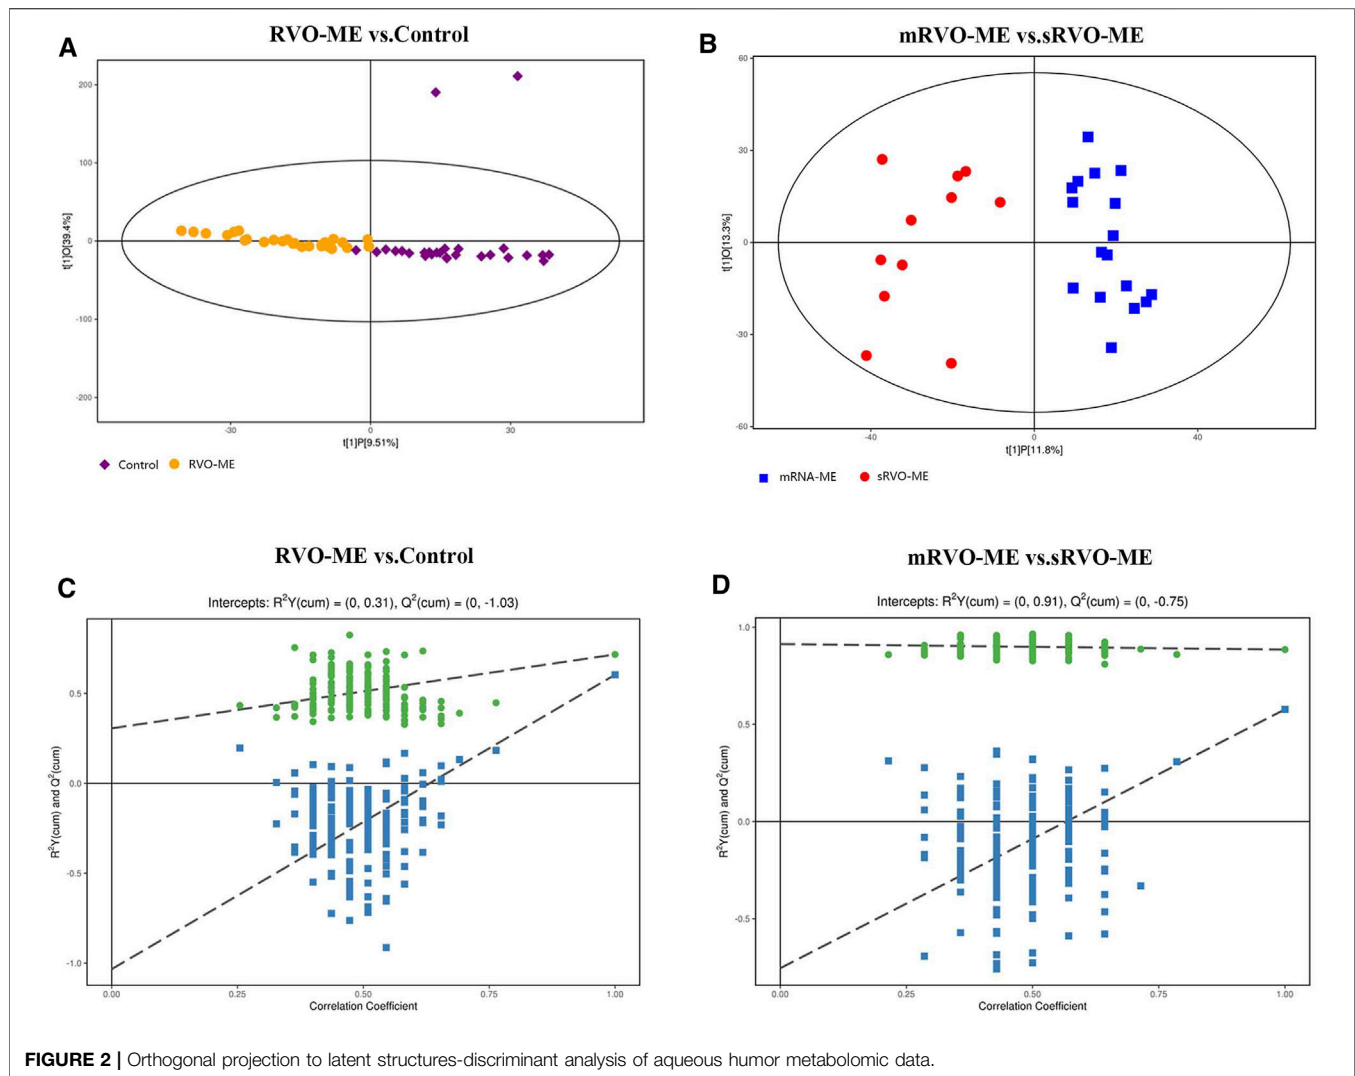 A
RVO-ME vs.Control
200
100
0
-100
-200
t[1]O[39.4%]
-30
0
30
t[1]P[9.51%]
Control
RVO-ME
B
mRVO-ME vs.sRVO-ME
60
30
0
-30
-60
t[1]O[13.3%]
-40
0
40
t[1]P[11.8%]
mRNA-ME
sRVO-ME
C
RVO-ME vs.Control
Intercepts: R²Y(cum) = (0, 0.31), Q²(cum) = (0, -1.03)
0.5
0.0
-0.5
-1.0
R²Y(cum) and Q²(cum)
0.00
0.25
0.50
0.75
1.00
Correlation Coefficient
D
mRVO-ME vs.sRVO-ME
Intercepts: R²Y(cum) = (0, 0.91), Q²(cum) = (0, -0.75)
1.0
0.5
0.0
-0.5
R²Y(cum) and Q²(cum)
0.00
0.25
0.50
0.75
1.00
Correlation Coefficient
FIGURE 2 | Orthogonal projection to latent structures-discriminant analysis of aqueous humor metabolomic data.